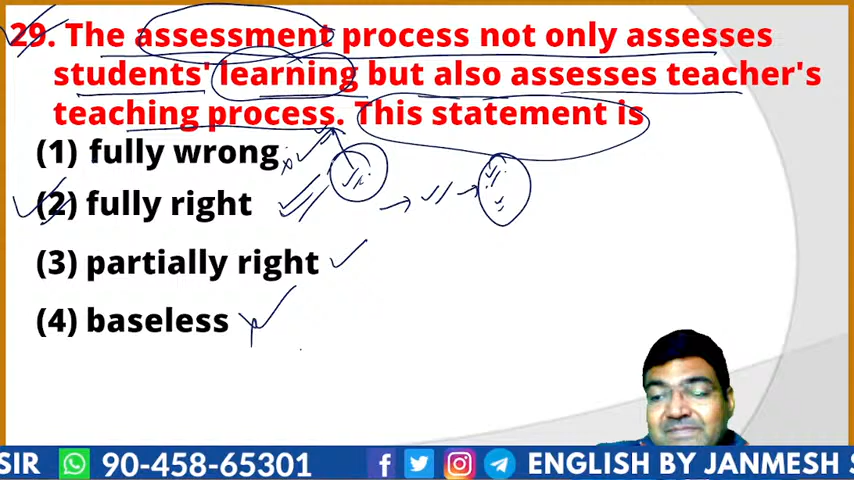 29. The assessment process not only assesses
students' learning but also assesses teacher's
teaching process. This statement is
(1) fully wrong
(2) fully right
(3) partially right
(4) baseless
SIR 90-458-65301 ENGLISH BY JANMESH S